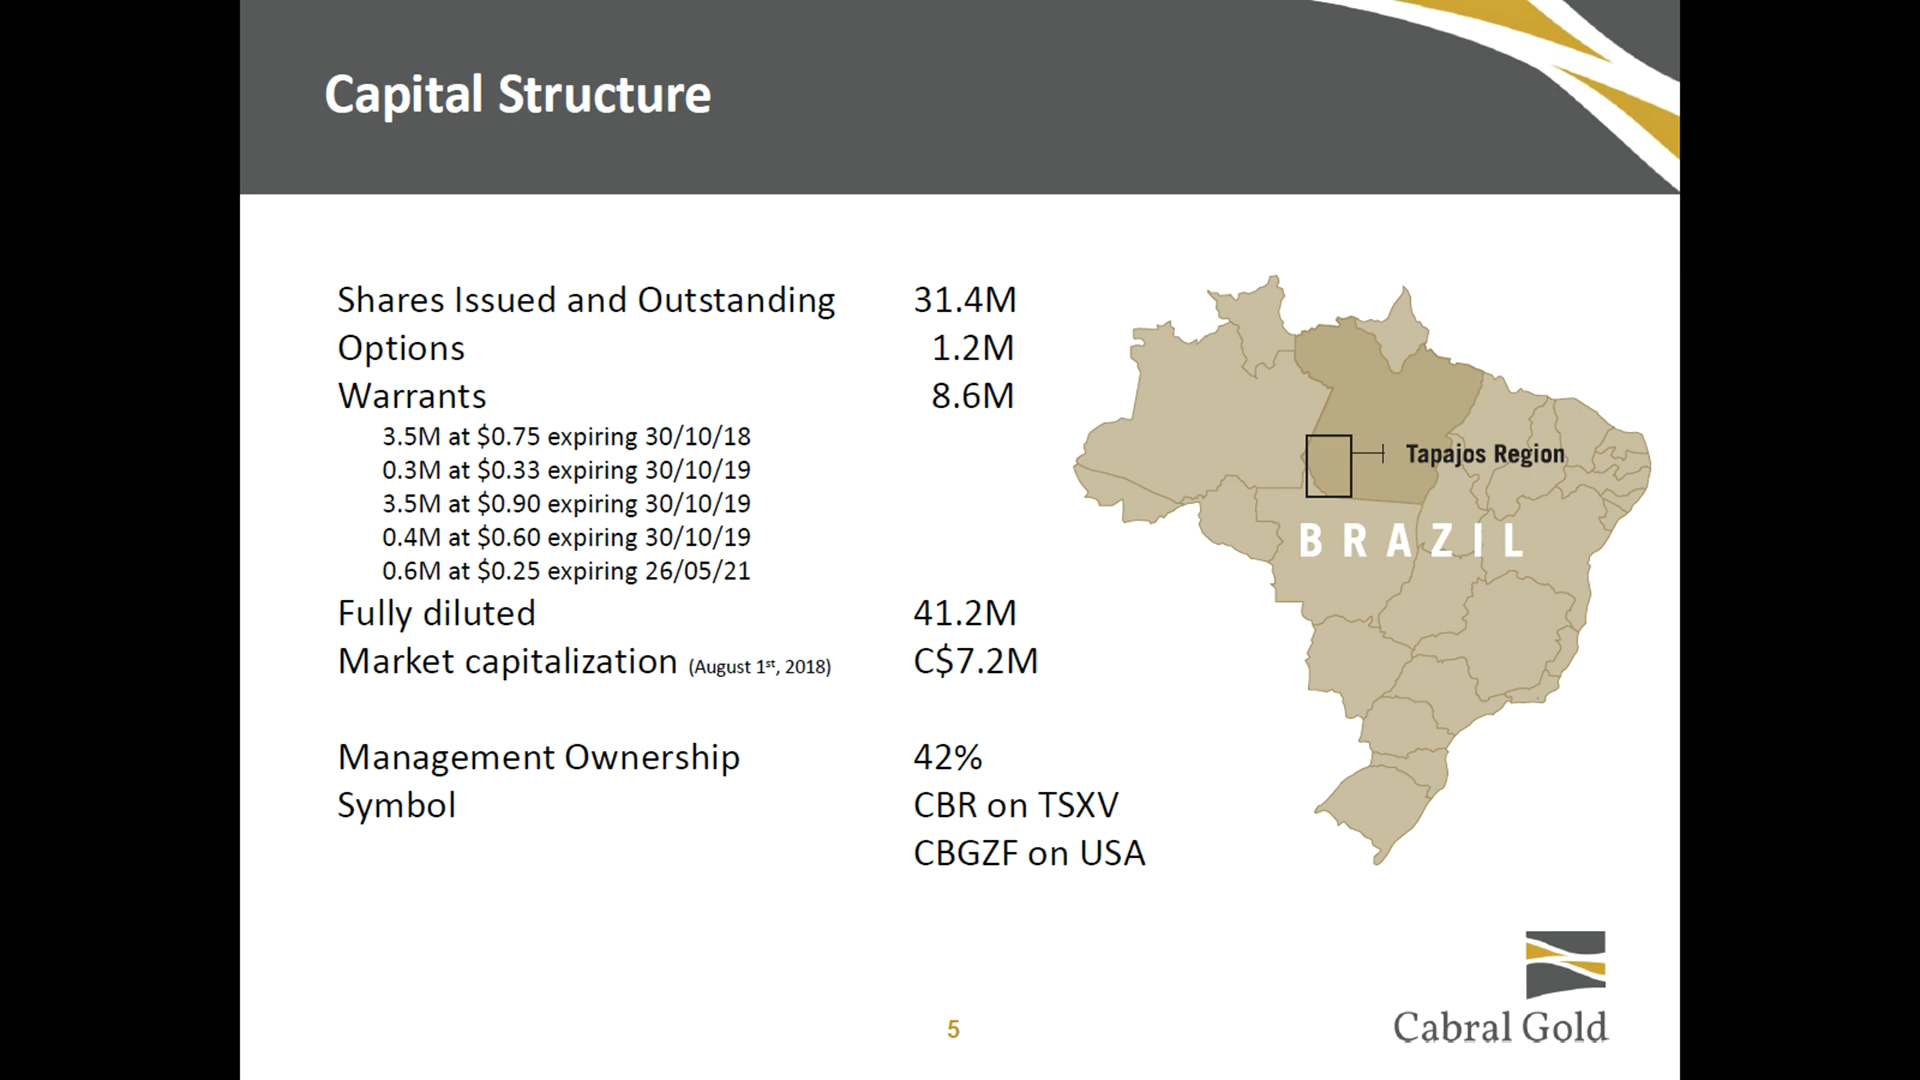 Capital Structure
Shares Issued and Outstanding 31.4M
Options 1.2M
Warrants 8.6M
3.5M at $0.75 expiring 30/10/18
0.3M at $0.33 expiring 30/10/19
3.5M at $0.90 expiring 30/10/19
0.4M at $0.60 expiring 30/10/19
0.6M at $0.25 expiring 26/05/21
Fully diluted 41.2M
Market capitalization (August 1st, 2018) C$7.2M
Management Ownership 42%
Symbol CBR on TSXV
CBGZF on USA
Tapajos Region
BRAZIL
Cabral Gold
5